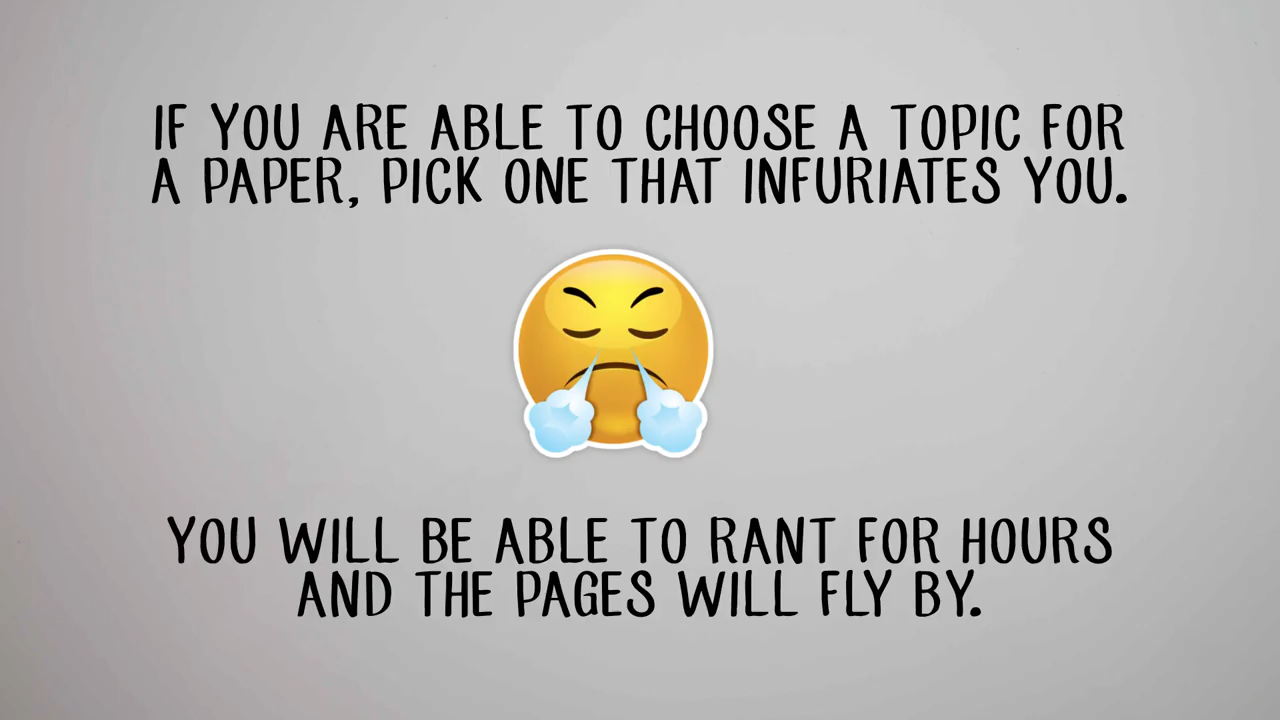 IF YOU ARE ABLE TO CHOOSE A TOPIC FOR
A PAPER, PICK ONE THAT INFURIATES YOU.
YOU WILL BE ABLE TO RANT FOR HOURS
AND THE PAGES WILL FLY BY.